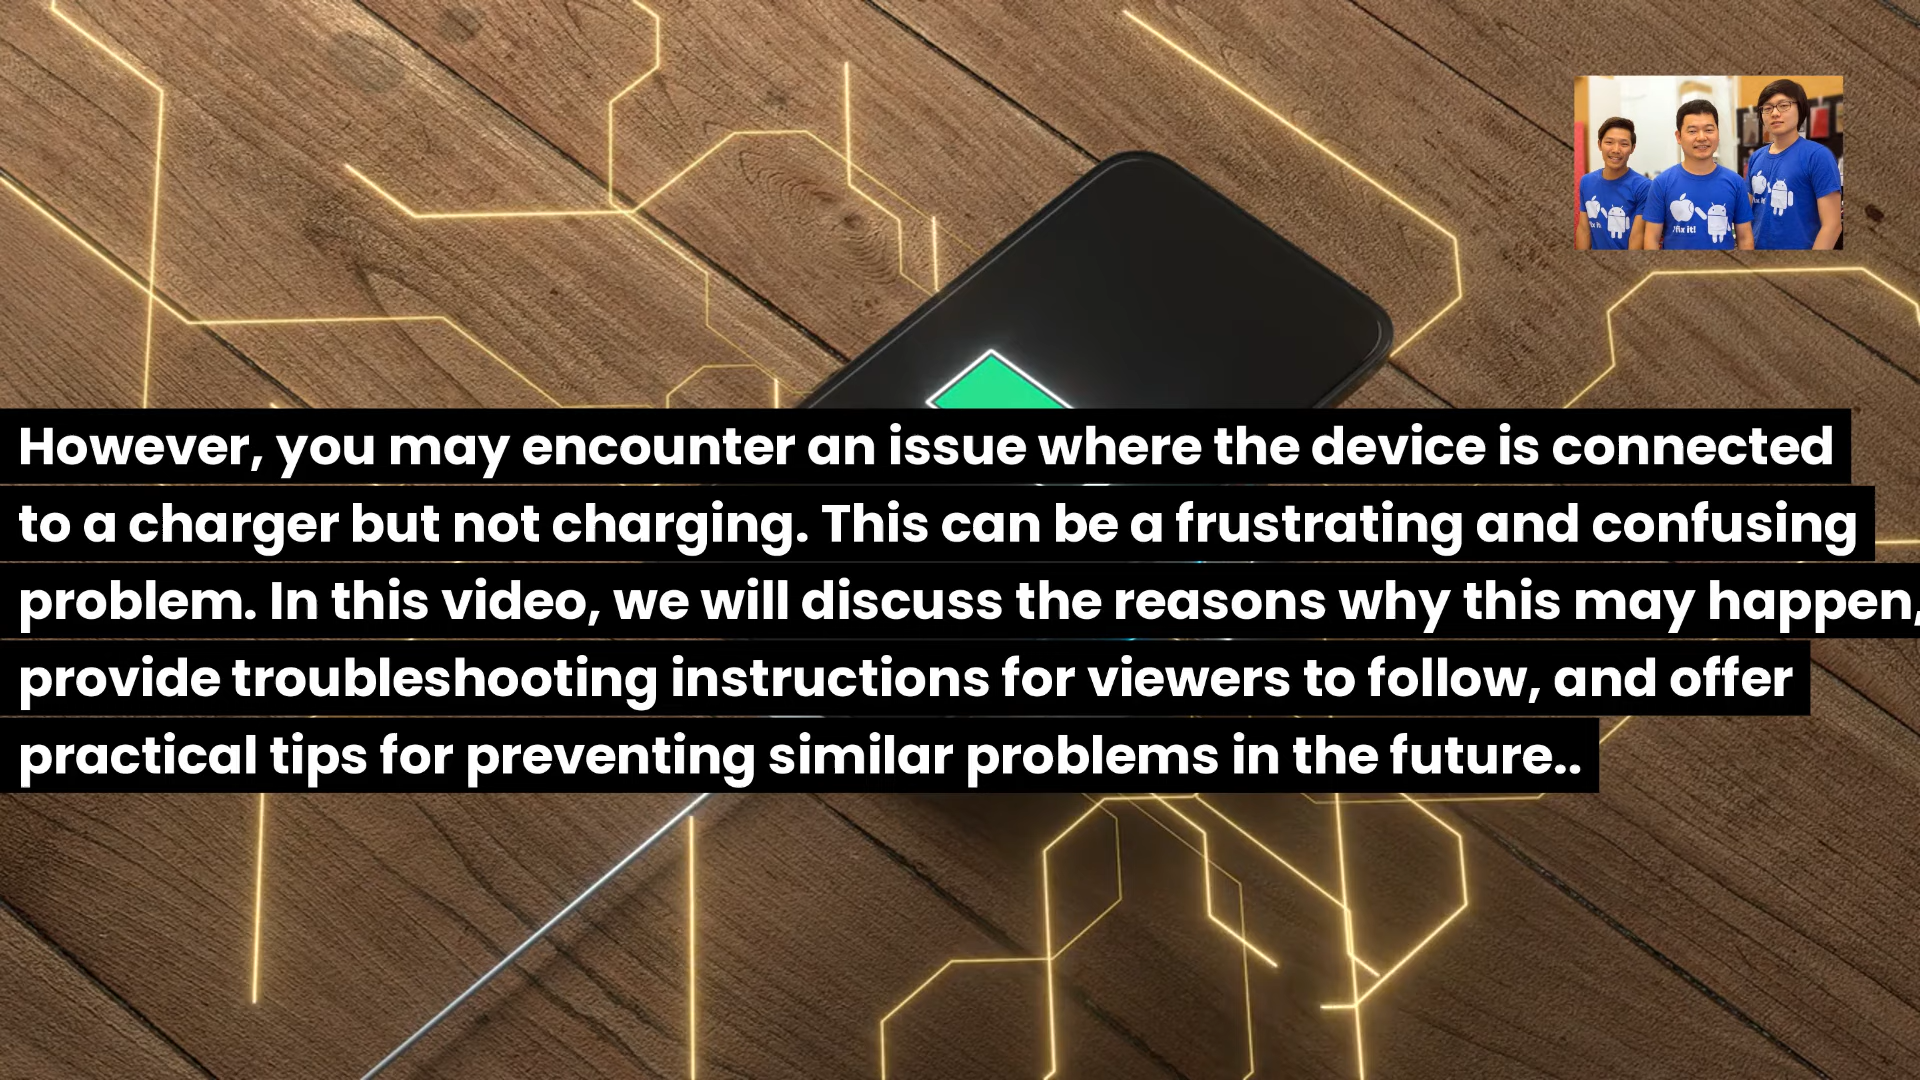 However, you may encounter an issue where the device is connected
to a charger but not charging. This can be a frustrating and confusing
problem. In this video, we will discuss the reasons why this may happen,
provide troubleshooting instructions for viewers to follow, and offer
practical tips for preventing similar problems in the future..
fix it!